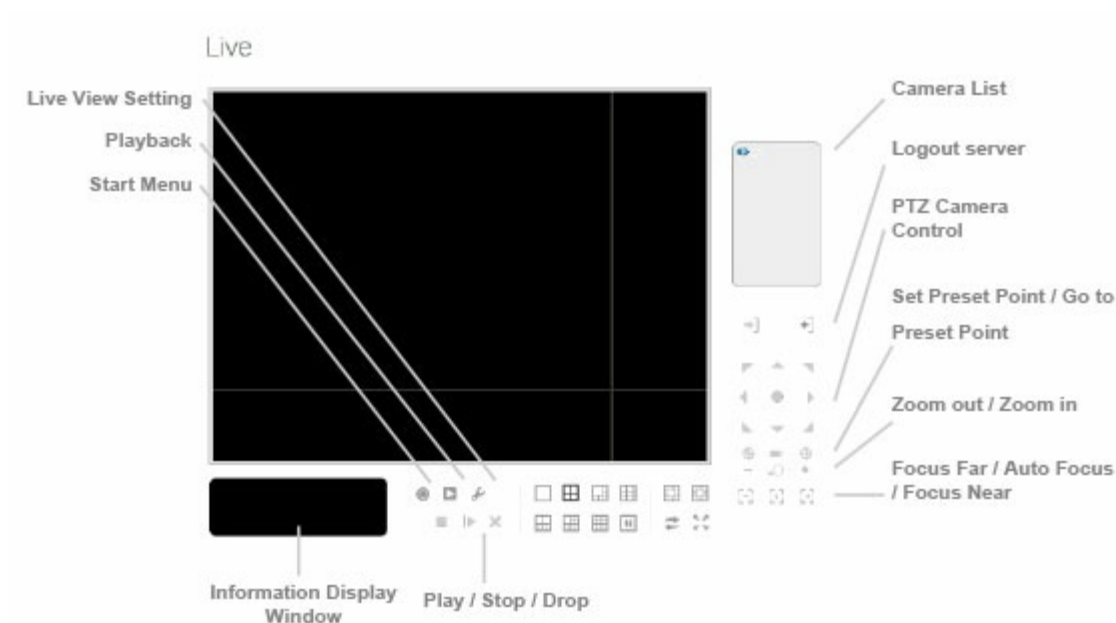 Live
Live View Setting
Playback
Start Menu
Camera List
Logout server
PTZ Camera
Control
Set Preset Point / Go to
Preset Point
Zoom out / Zoom in
Focus Far / Auto Focus
/ Focus Near
Information Display
Window
Play / Stop / Drop